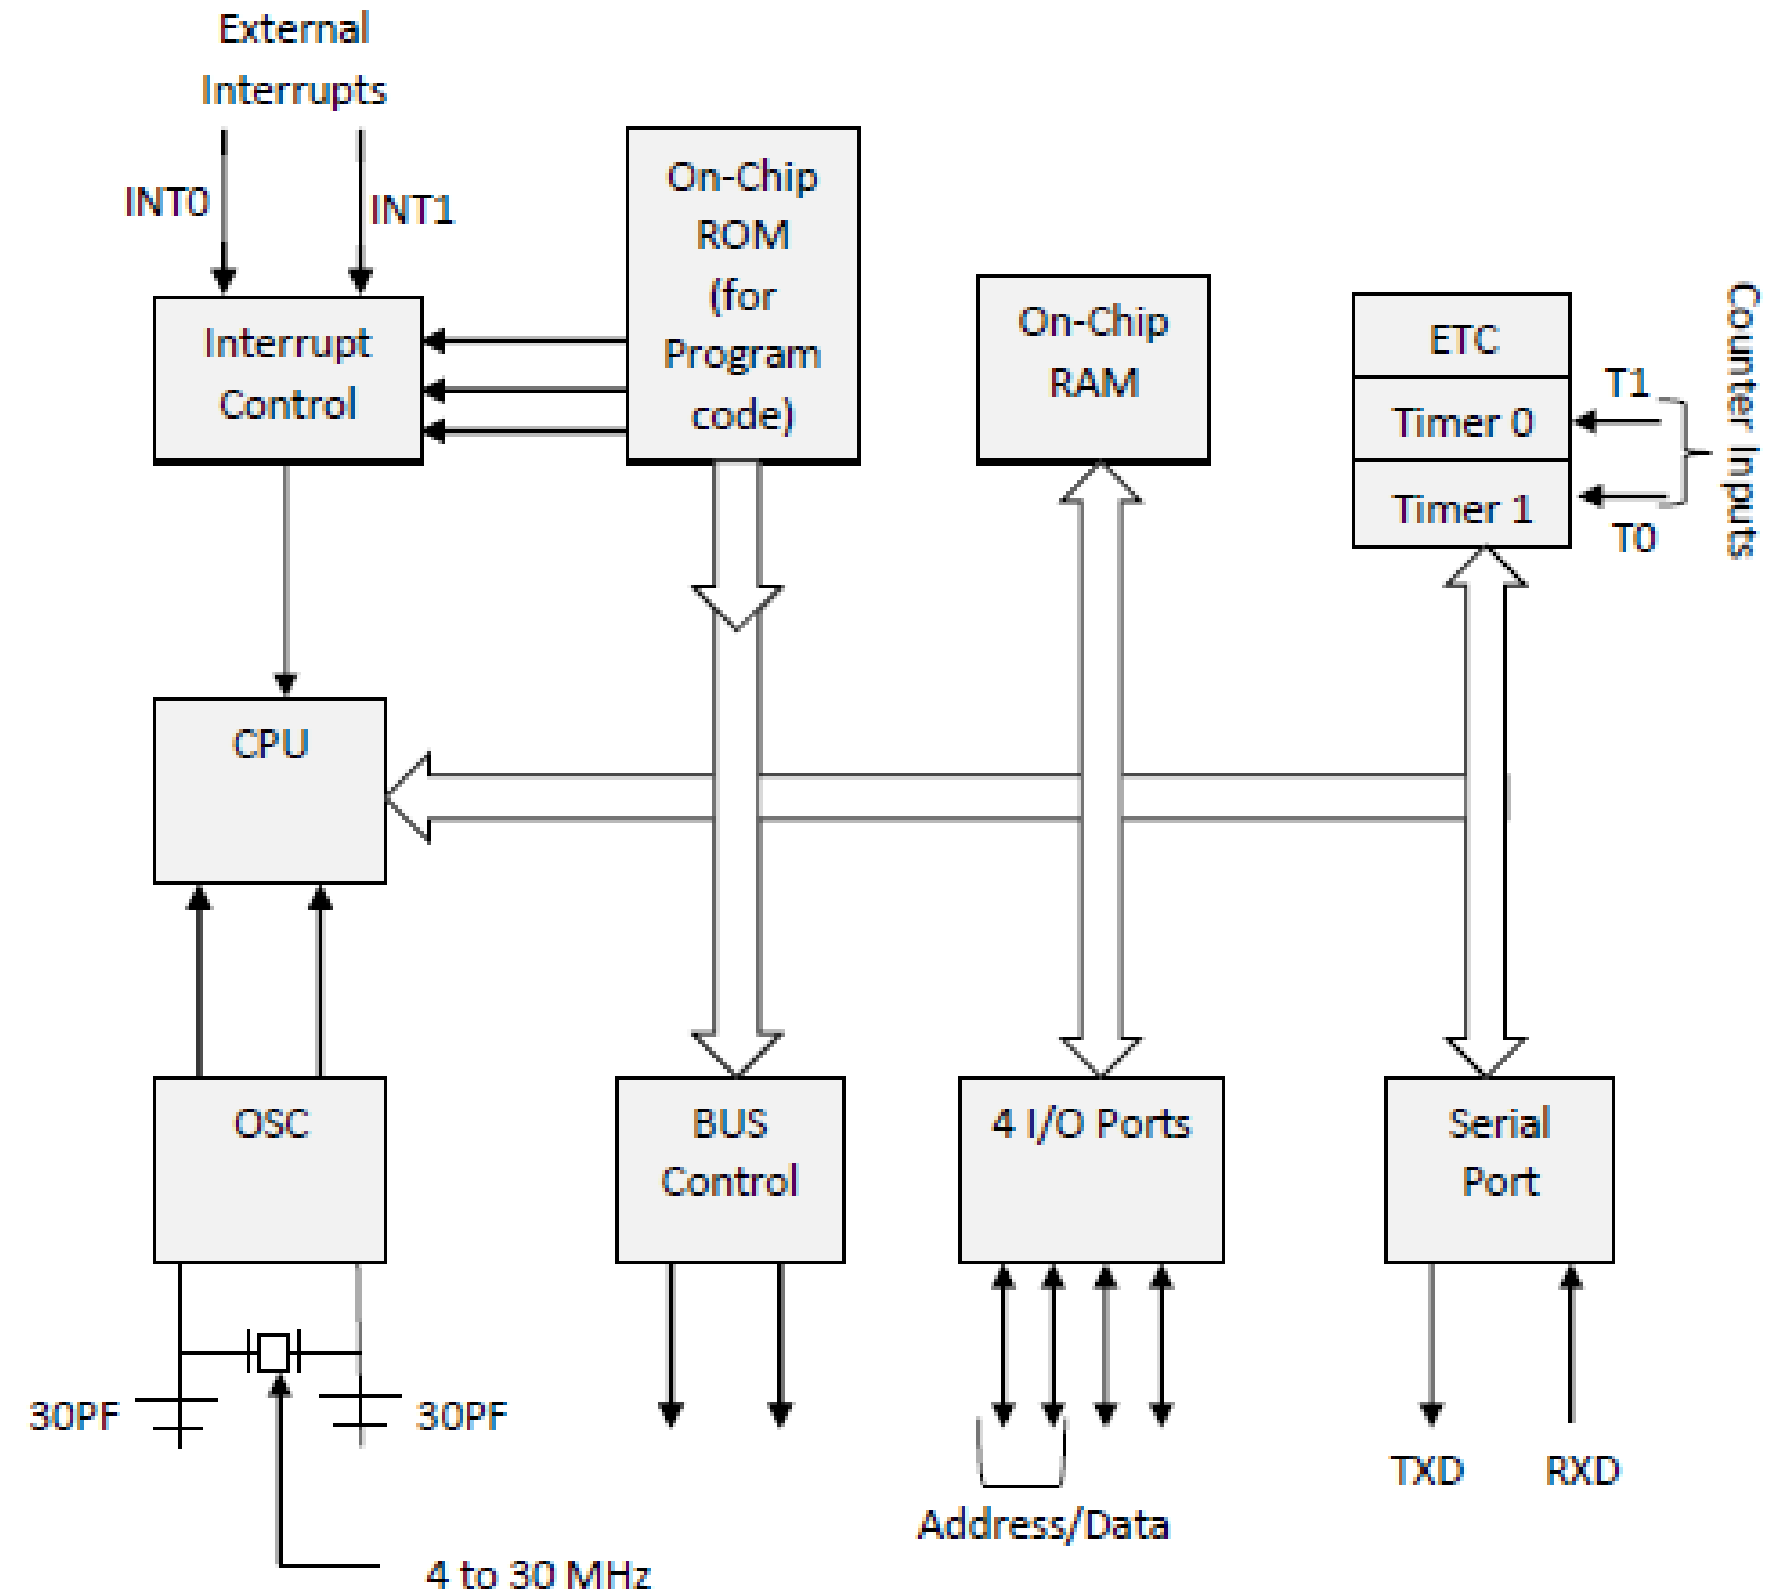 External
Interrupts
INT0
INT1
On-Chip
ROM
(for
Program
code)
Interrupt
Control
On-Chip
RAM
ETC
Timer 0
Timer 1
T1
T0
Counter Inputs
CPU
OSC
BUS
Control
4 I/O Ports
Serial
Port
30PF
30PF
TXD
RXD
Address/Data
4 to 30 MHz